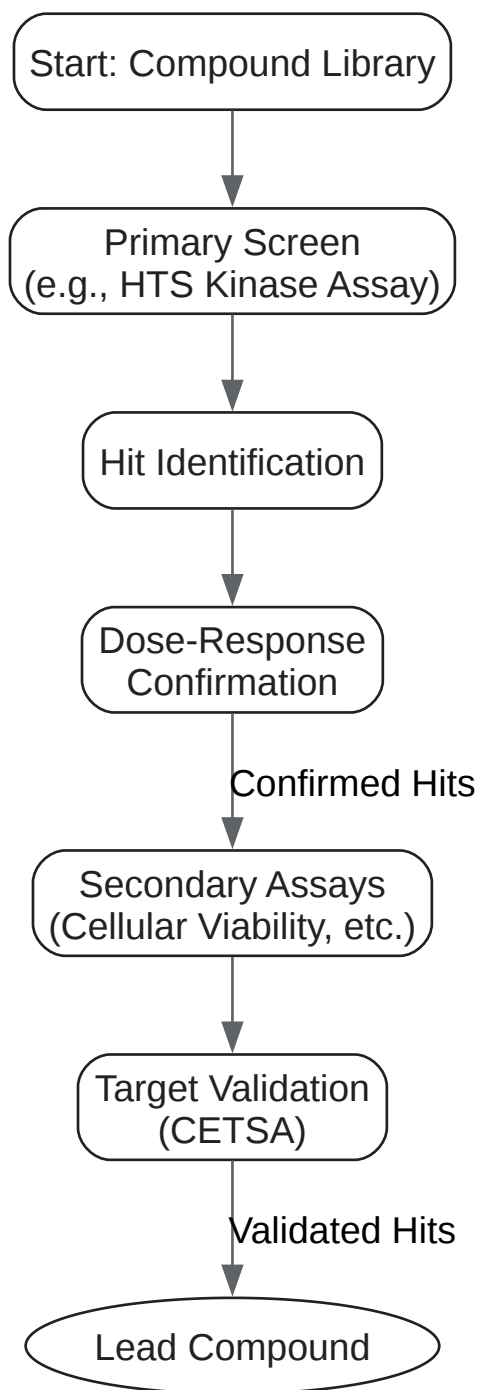 Start: Compound Library
Primary Screen
(e.g., HTS Kinase Assay)
Hit Identification
Dose-Response
Confirmation
Confirmed Hits
Secondary Assays
(Cellular Viability, etc.)
Target Validation
(CETSA)
Validated Hits
Lead Compound